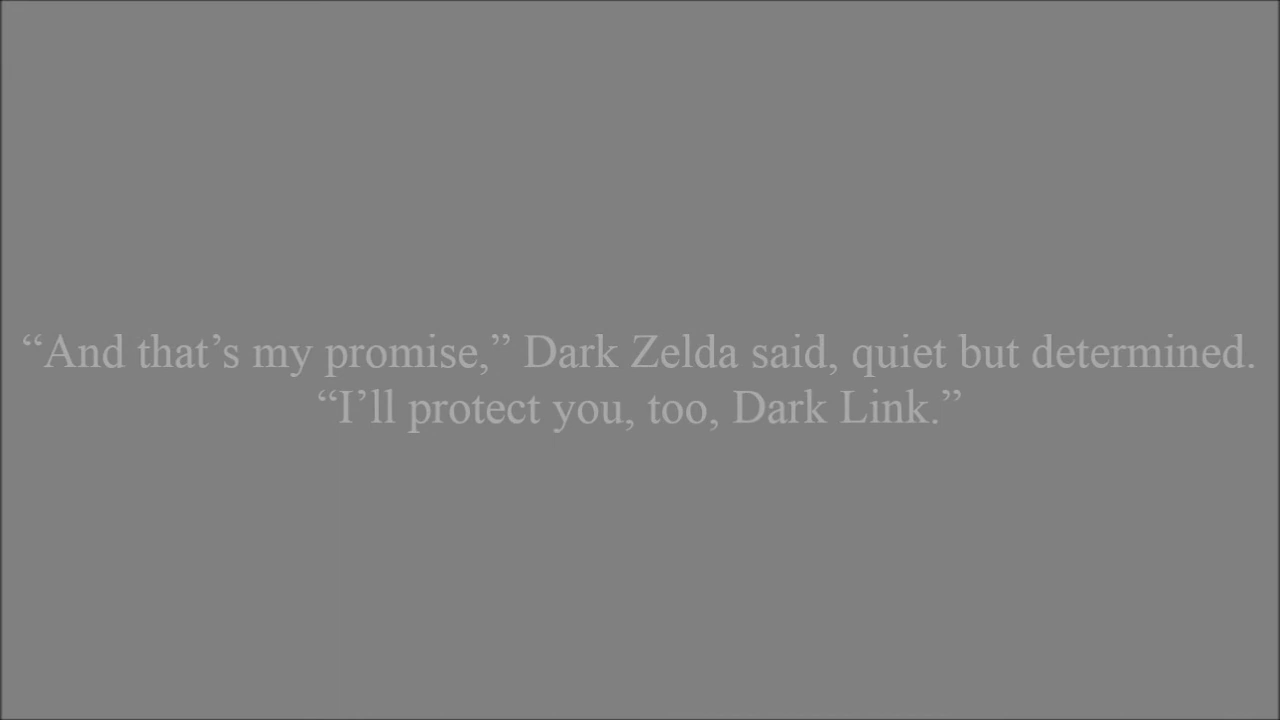 “And that’s my promise,” Dark Zelda said, quiet but determined.
“I’ll protect you, too, Dark Link.”